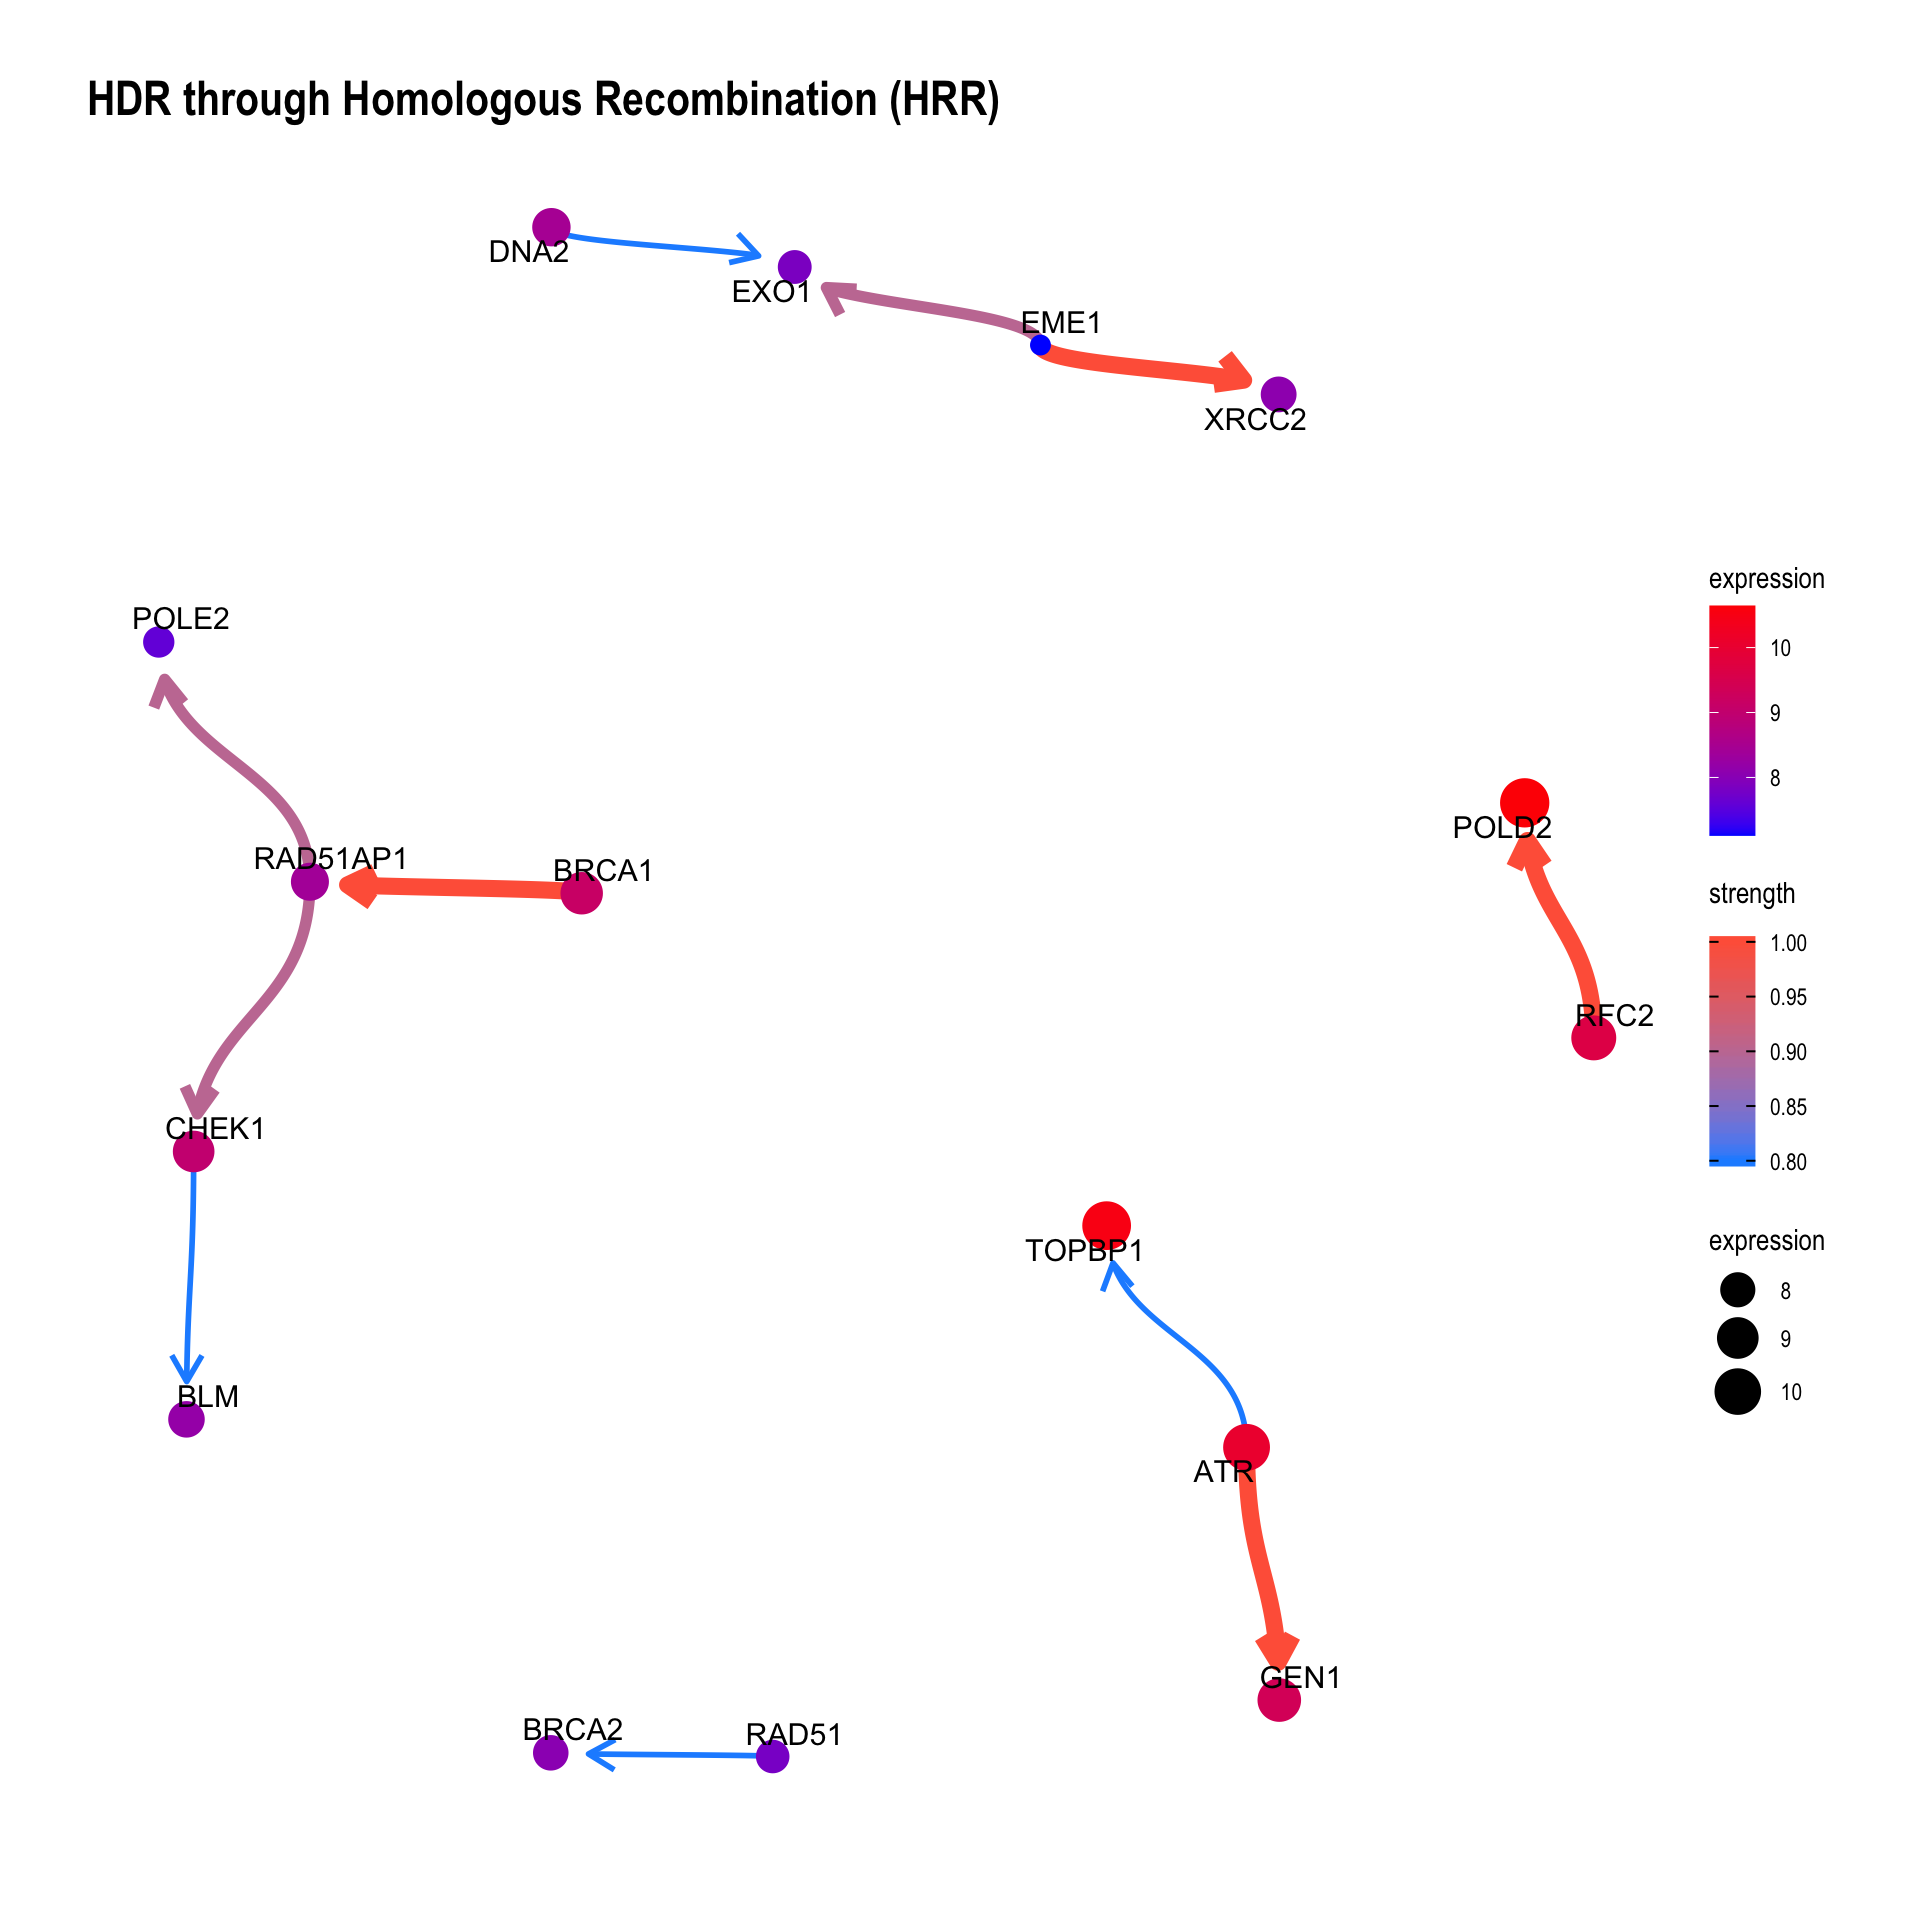 HDR through Homologous Recombination (HRR)
DNA2
EXO1
EME1
XRCC2
expression
10
9
8
POLE2
POLD2
RAD51AP1
BRCA1
strength
1.00
0.95
0.90
0.85
0.80
RFC2
CHEK1
TOPBP1
expression
8
9
10
BLM
ATR
GEN1
BRCA2
RAD51